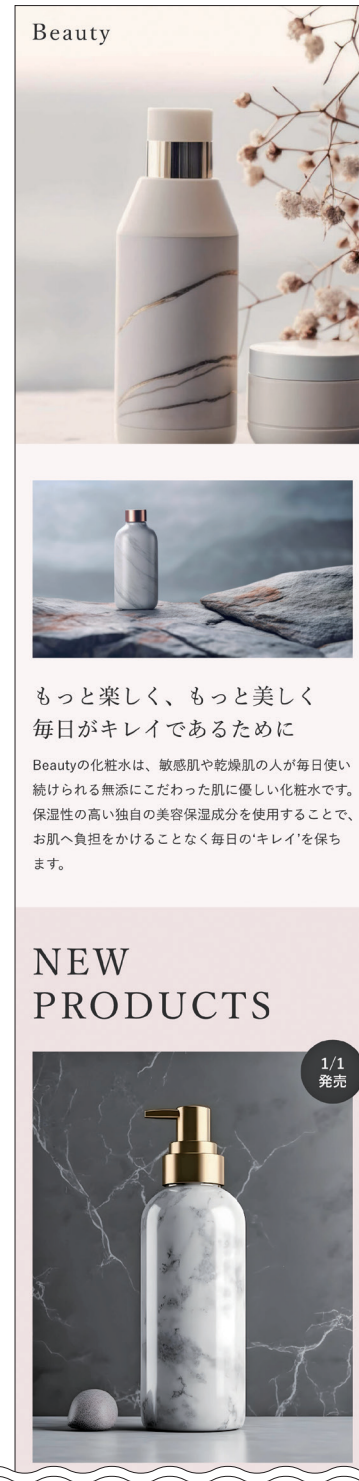 Beauty
もっと楽しく、もっと美しく
毎日がキレイであるために
Beautyの化粧水は、敏感肌や乾燥肌の人が毎日使い
続けられる無添にこだわった肌に優しい化粧水です。
保湿性の高い独自の美容保湿成分を使用することで、
お肌へ負担をかけることなく毎日の‘キレイ’を保ち
ます。
NEW
PRODUCTS
1/1
発売